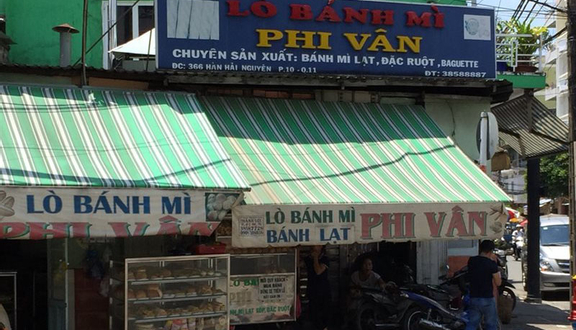 LÒ BÁNH MÌ
PHI VÂN
CHUYÊN SẢN XUẤT: BÁNH MÌ LẠT, ĐẶC RUỘT, BAGUETTE
ĐC: 366 HÀN HẢI NGUYÊN P.10 - Q.11
ĐT: 38588887
LÒ BÁNH MÌ
PHI VÂN
LÒ BÁNH MÌ
BÁNH LẠT
PHI VÂN